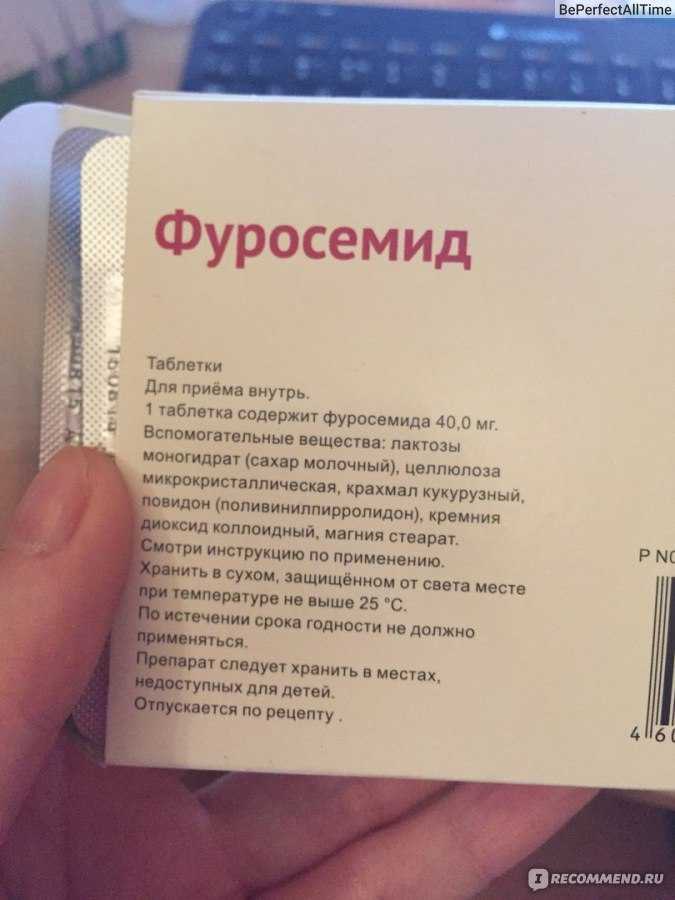 BePerfectAllTime
Фуросемид
Таблетки
Для приёма внутрь.
1 таблетка содержит фуросемида 40,0 мг.
Вспомогательные вещества: лактозы
моногидрат (сахар молочный), целлюлоза
микрокристаллическая, крахмал кукурузный,
повидон (поливинилпирролидон), кремния
диоксид коллоидный, магния стеарат.
Смотри инструкцию по применению.
Хранить в сухом, защищённом от света месте
при температуре не выше 25 °С.
По истечении срока годности не должно
применяться.
Препарат следует хранить в местах,
недоступных для детей.
Отпускается по рецепту .
P N0
4 60
IRECOMMEND.RU